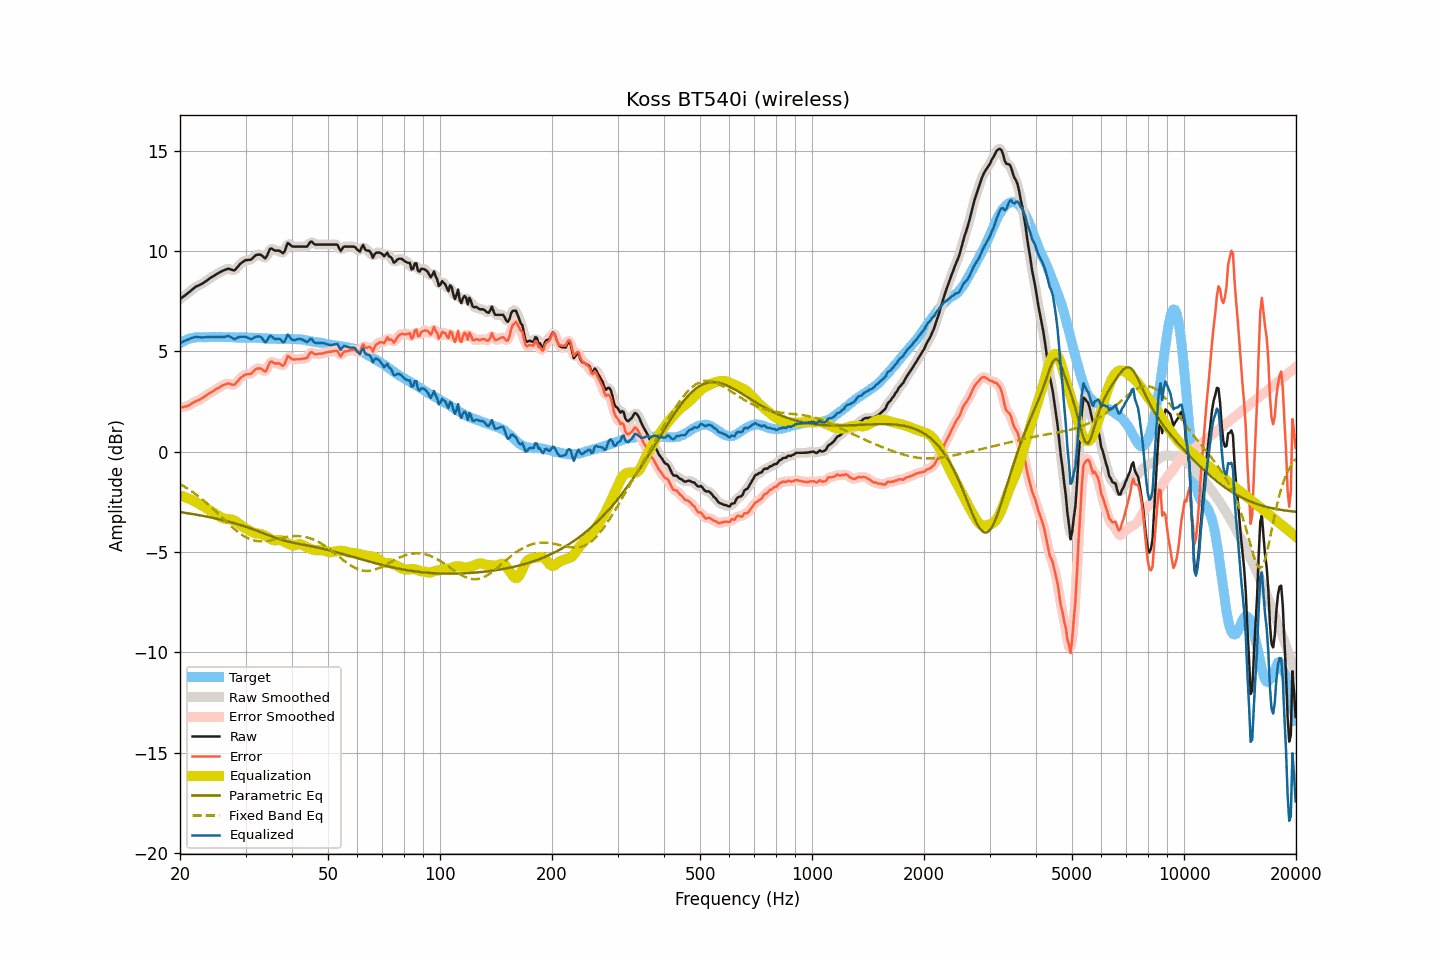 Koss BT540i (wireless)
15
10
5
0
−5
−10
−15
−20
Amplitude (dBr)
Target
Raw Smoothed
Error Smoothed
Raw
Error
Equalization
Parametric Eq
Fixed Band Eq
Equalized
20 50 100 200 500 1000 2000 5000 10000 20000
Frequency (Hz)